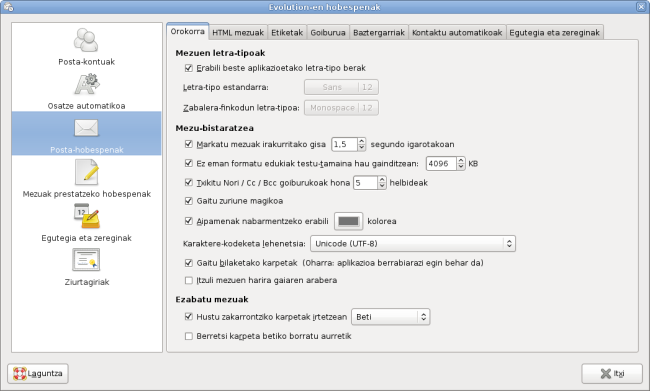 Evolution-en hobespenak
Posta-kontuak
Osatze automatikoa
Posta-hobespenak
Mezuak prestatzeko hobespenak
12
Egutegia eta zereginak
Ziurtagiriak
Orokorra HTML mezuak Etiketak Goiburua Baztergarriak Kontaktu automatikoak Egutegia eta zereginak
Mezuen letra-tipoak
Erabili beste aplikazioetako letra-tipo berak
Letra-tipo estandarra: Sans 12
Zabalera-finkodun letra-tipoa: Monospace 12
Mezu-bistaratzea
Markatu mezuak irakurritako gisa 1,5 segundo igarotakoan
Ez eman formatu edukiak testu-tamaina hau gainditzean: 4096 KB
Txikitu Nori / Cc / Bcc goiburukoak hona 5 helbideak
Gaitu zuriune magikoa
Aipamenak nabarmentzeko erabili kolorea
Karaktere-kodeketa lehenetsia: Unicode (UTF-8)
Gaitu bilaketako karpetak (Oharra: aplikazioa berrabiarazi egin behar da)
Itzuli mezuen harira gaiaren arabera
Ezabatu mezuak
Hustu zakarrontziko karpetak irtetzean Beti
Berretsi karpeta betiko borratu aurretik
Laguntza Itxi